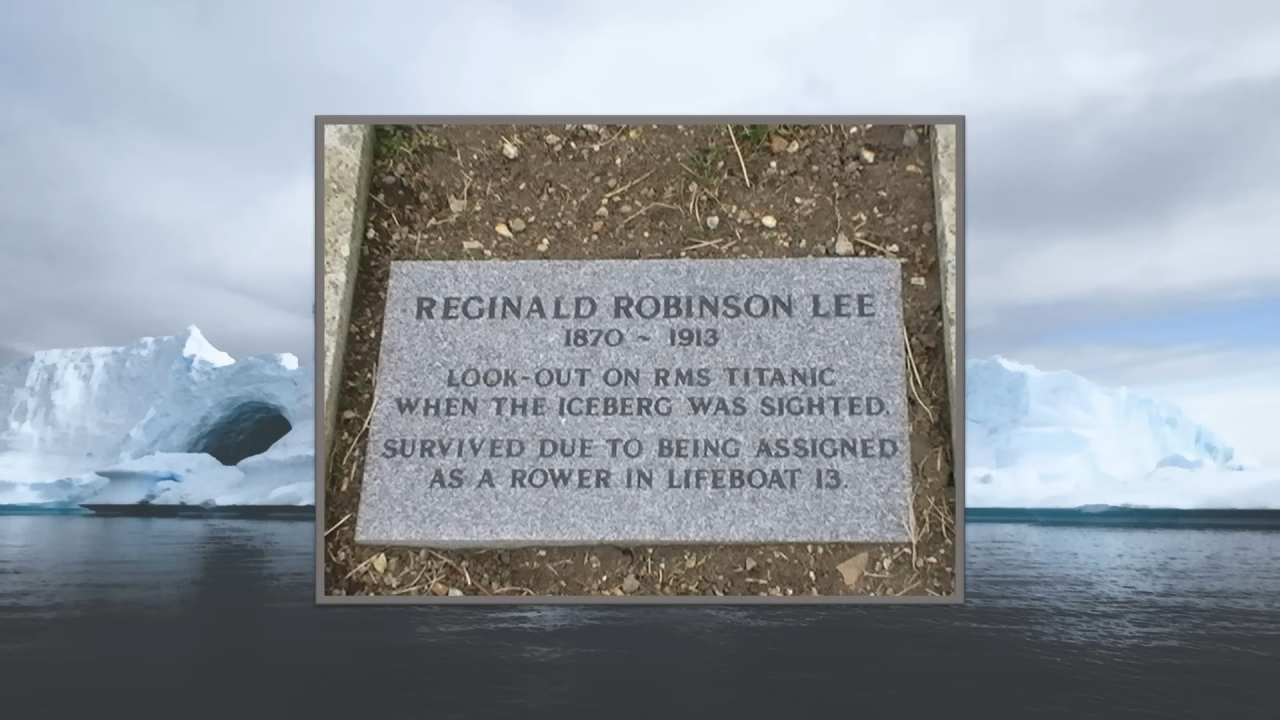 REGINALD ROBINSON LEE
1870 ~ 1913
LOOK-OUT ON RMS TITANIC
WHEN THE ICEBERG WAS SIGHTED.
SURVIVED DUE TO BEING ASSIGNED
AS A ROWER IN LIFEBOAT 13.